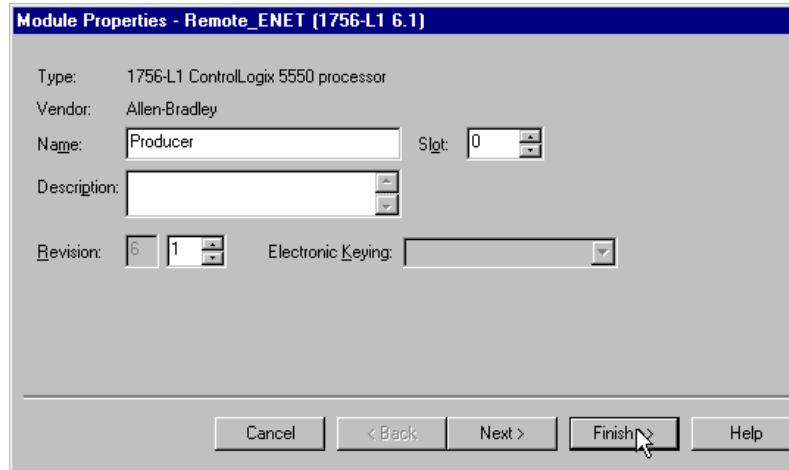 Module Properties - Remote_ENET (1756-L1 6.1)
Type: 1756-L1 ControlLogix 5550 processor
Vendor: Allen-Bradley
Name: Producer Slot: 0
Description:
Revision: 6 1 Electronic Keying:
Cancel < Back Next > Finish >> Help